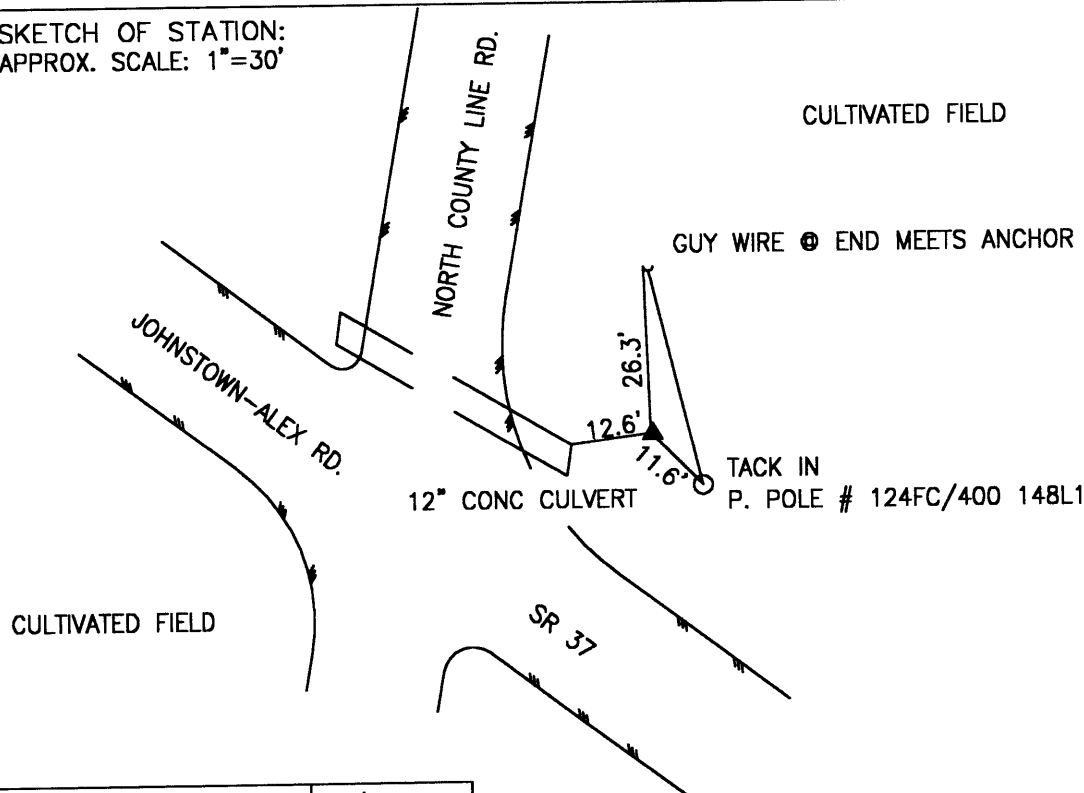 SKETCH OF STATION:
APPROX. SCALE: 1"=30'
NORTH COUNTY LINE RD.
CULTIVATED FIELD
GUY WIRE @ END MEETS ANCHOR
JOHNSTOWN-ALEX RD.
26.3'
12.6'
11.6'
TACK IN
P. POLE # 124FC/400 148L1
12" CONC CULVERT
CULTIVATED FIELD
SR 37